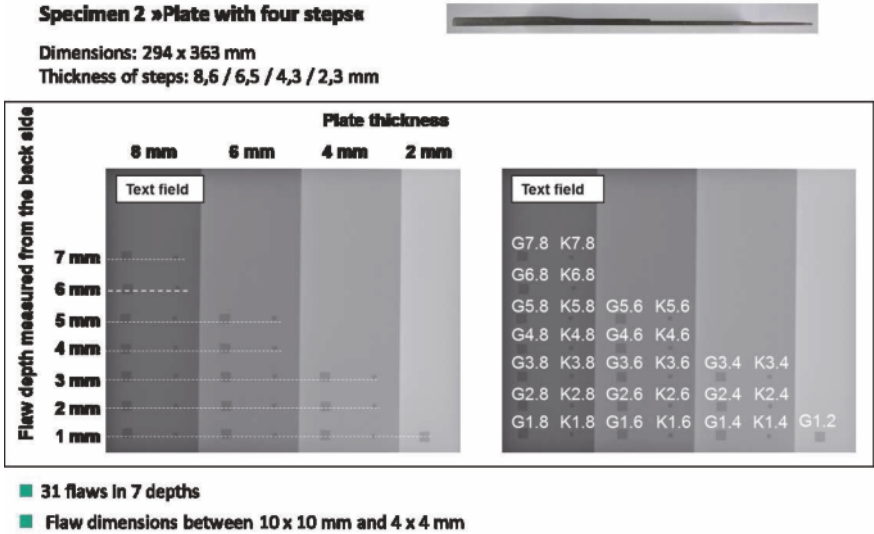 Specimen 2 »Plate with four steps«
Dimensions: 294 x 363 mm
Thickness of steps: 8,6 / 6,5 / 4,3 / 2,3 mm
Flaw depth measured from the back side
Plate thickness
8 mm 6 mm 4 mm 2 mm
Text field
7 mm
6 mm
5 mm
4 mm
3 mm
2 mm
1 mm
Text field
G7.8 K7.8
G6.8 K6.8
G5.8 K5.8 G5.6 K5.6
G4.8 K4.8 G4.6 K4.6
G3.8 K3.8 G3.6 K3.6 G3.4 K3.4
G2.8 K2.8 G2.6 K2.6 G2.4 K2.4
G1.8 K1.8 G1.6 K1.6 G1.4 K1.4 G1.2
31 flaws in 7 depths
Flaw dimensions between 10 x 10 mm and 4 x 4 mm